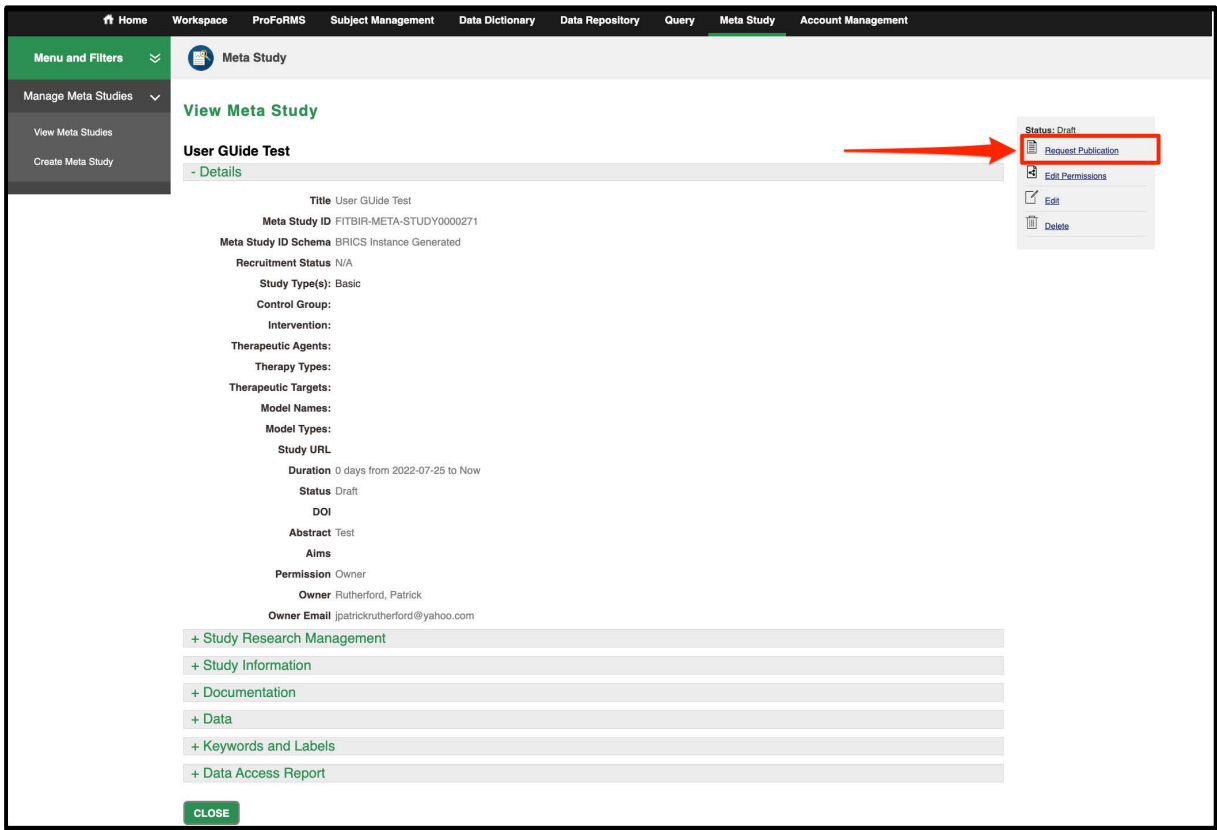 Home Workspace ProFoRMS Subject Management Data Dictionary Data Repository Query Meta Study Account Management
Menu and Filters
Meta Study
Manage Meta Studies
View Meta Studies
Create Meta Study
View Meta Study
User GUide Test
- Details
Title User GUide Test
Meta Study ID FITBIR-META-STUDY0000271
Meta Study ID Schema BRICS Instance Generated
Recruitment Status N/A
Study Type(s): Basic
Control Group:
Intervention:
Therapeutic Agents:
Therapy Types:
Therapeutic Targets:
Model Names:
Model Types:
Study URL
Duration 0 days from 2022-07-25 to Now
Status Draft
DOI
Abstract Test
Aims
Permission Owner
Owner Rutherford, Patrick
Owner Email jpatrickrutherford@yahoo.com
+ Study Research Management
+ Study Information
+ Documentation
+ Data
+ Keywords and Labels
+ Data Access Report
CLOSE
Status: Draft
Request Publication
Edit Permissions
Edit
Delete